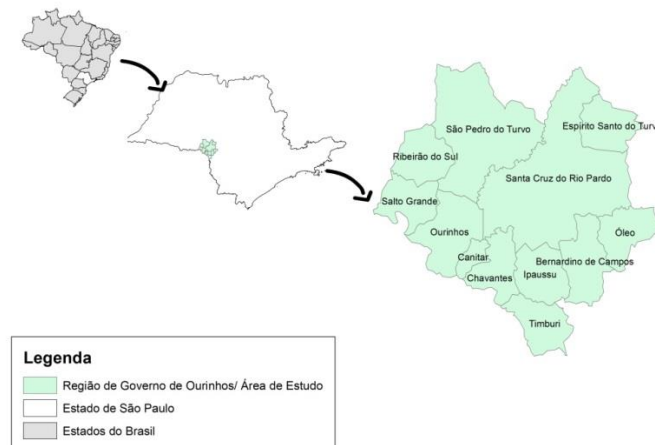 São Pedro do Turvo
Espirito Santo do Turvo
Ribeirão do Sul
Santa Cruz do Rio Pardo
Salto Grande
Ourinhos
Óleo
Canitar
Bernardino de Campos
Chavantes
Ipaussu
Timburi
Legenda
Região de Governo de Ourinhos/ Área de Estudo
Estado de São Paulo
Estados do Brasil